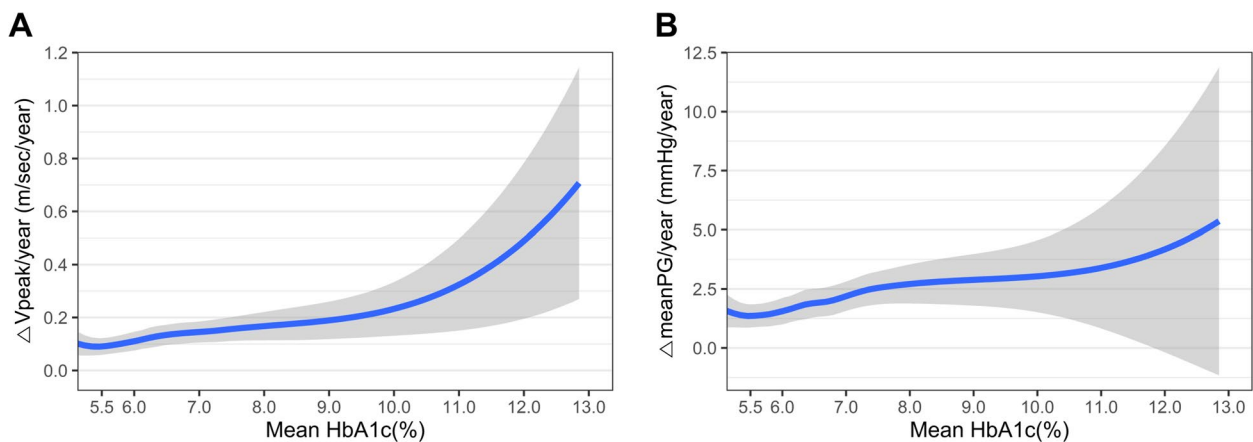 A
△Vpeak/year (m/sec/year)
1.2
1.0
0.8
0.6
0.4
0.2
0.0
5.5 6.0 7.0 8.0 9.0 10.0 11.0 12.0 13.0
Mean HbA1c(%)
B
△meanPG/year (mmHg/year)
12.5
10.0
7.5
5.0
2.5
0.0
5.5 6.0 7.0 8.0 9.0 10.0 11.0 12.0 13.0
Mean HbA1c(%)